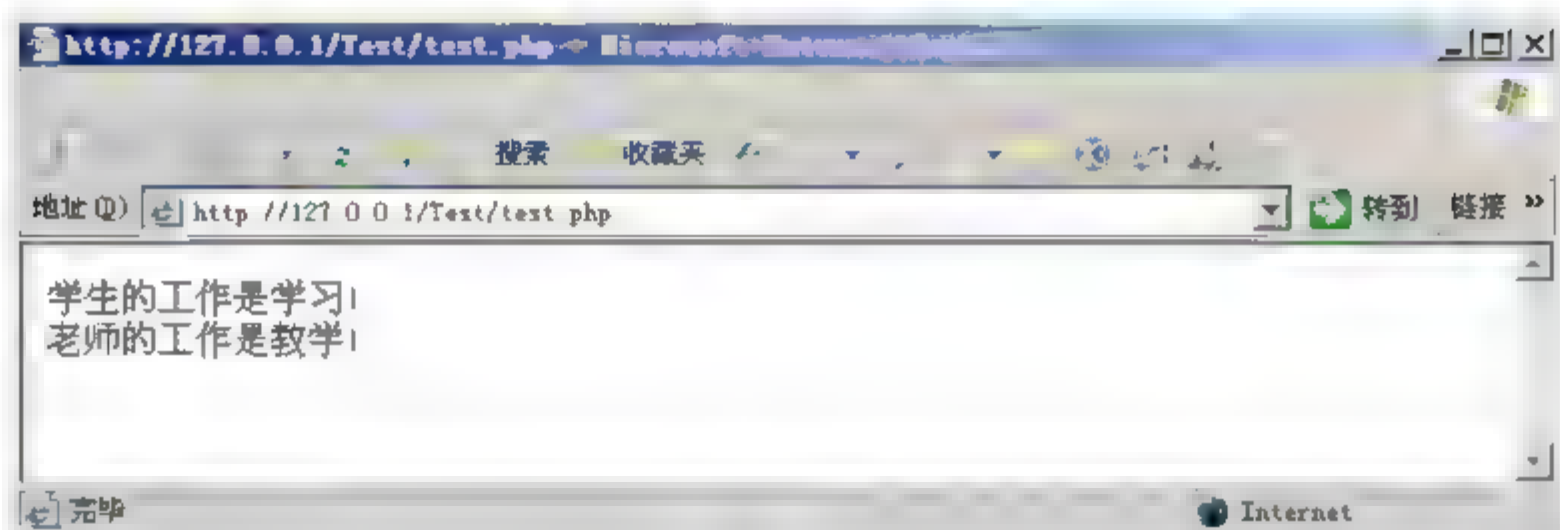 http://127.0.0.1/Test/test.php
搜索 收藏夹
地址(D) http://127.0.0.1/Test/test.php 转到 链接 »
学生的工作是学习!
老师的工作是教学!
完毕 Internet